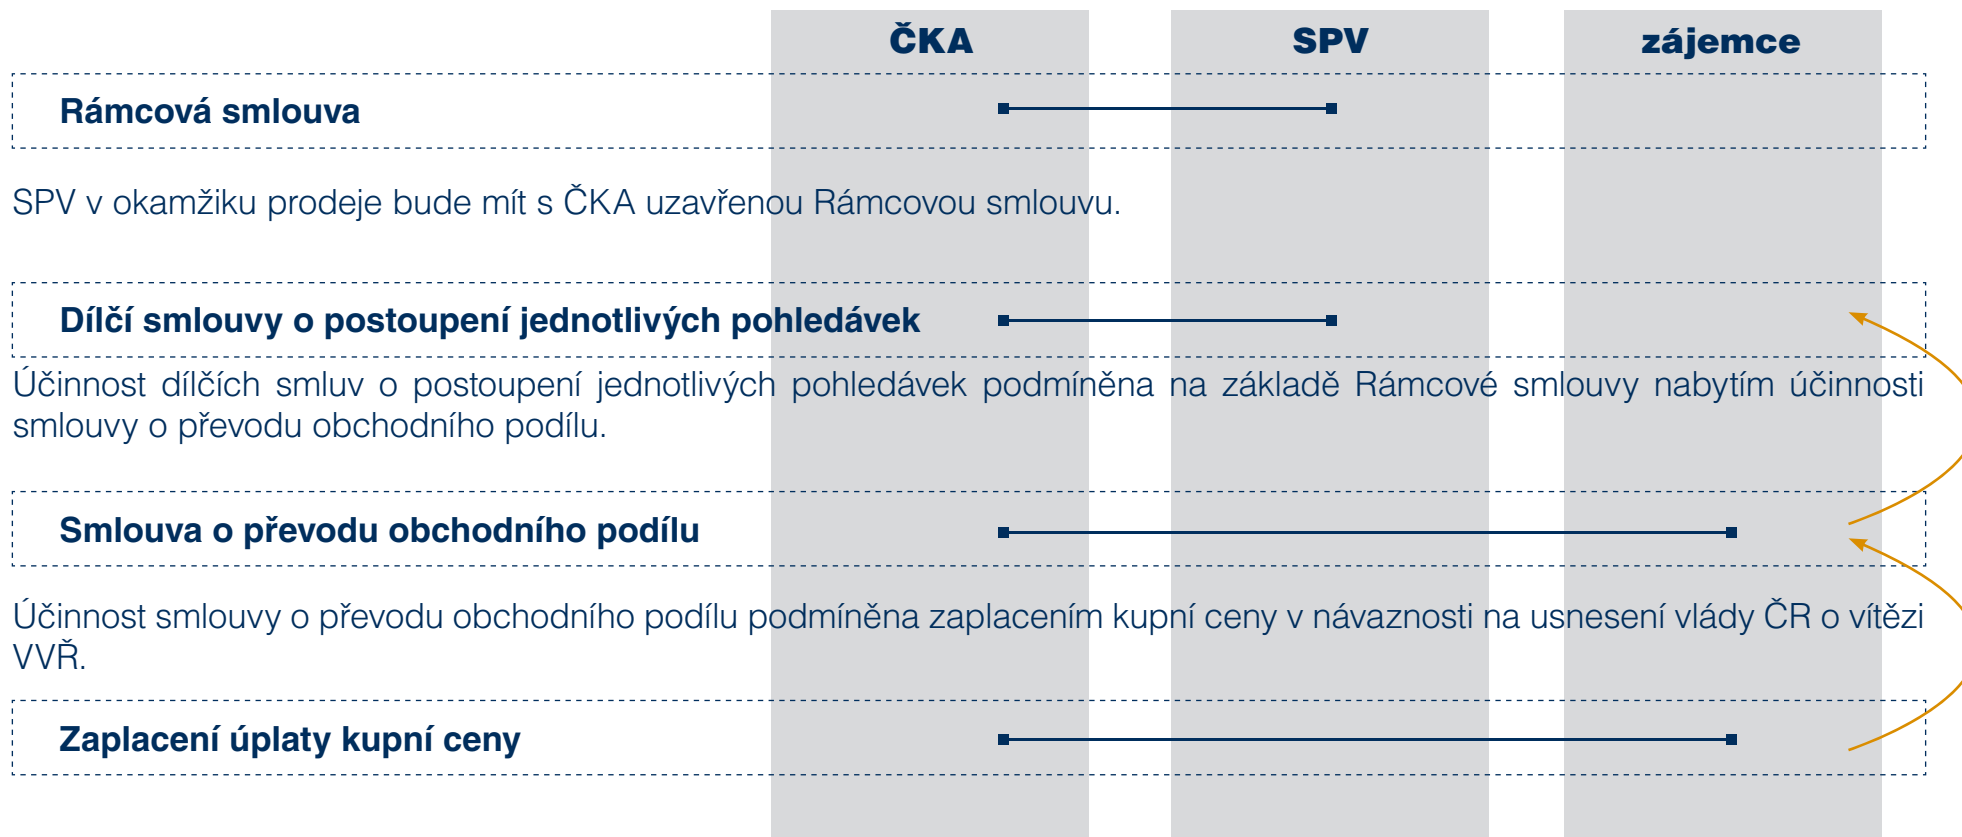 ČKA SPV zájemce
Rámcová smlouva
SPV v okamžiku prodeje bude mít s ČKA uzavřenou Rámcovou smlouvu.
Dílčí smlouvy o postoupení jednotlivých pohledávek
Účinnost dílčích smluv o postoupení jednotlivých pohledávek podmíněna na základě Rámcové smlouvy nabytím účinnosti
smlouvy o převodu obchodního podílu.
Smlouva o převodu obchodního podílu
Účinnost smlouvy o převodu obchodního podílu podmíněna zaplacením kupní ceny v návaznosti na usnesení vlády ČR o vítězi
VVŘ.
Zaplacení úplaty kupní ceny